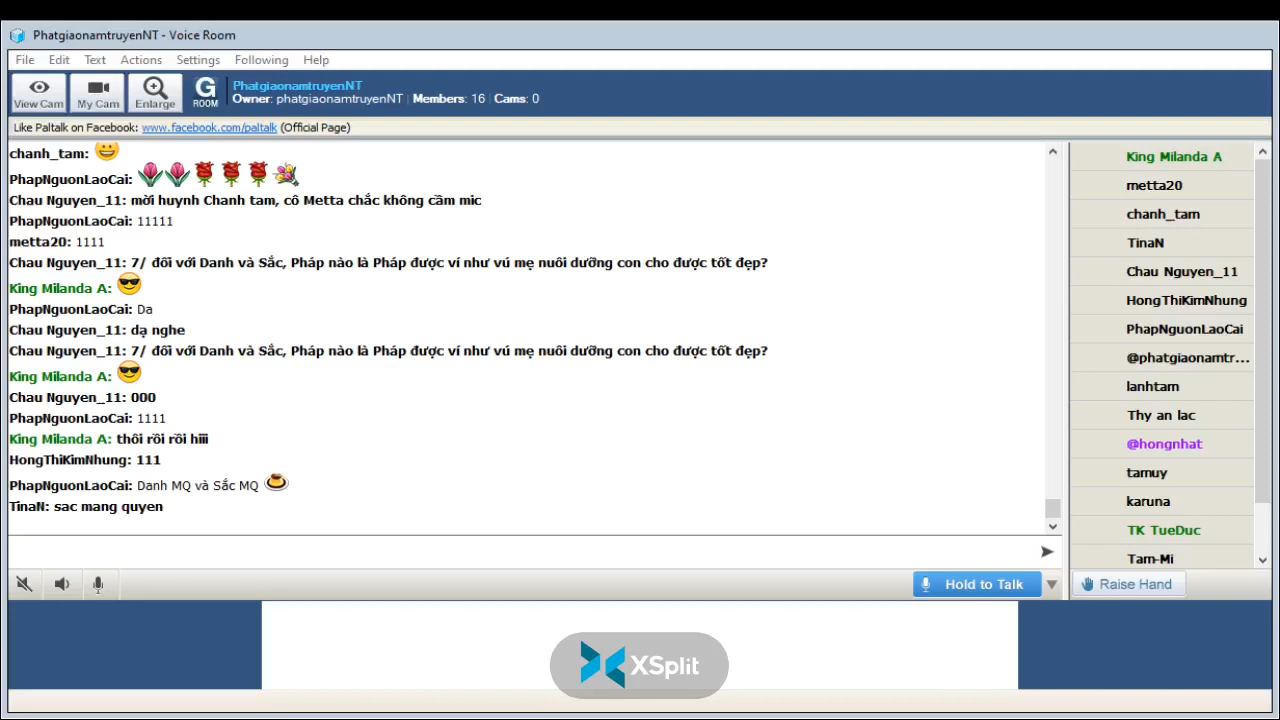 PhatgiaonamtruyenNT - Voice Room
File Edit Text Actions Settings Following Help
View Cam My Cam Enlarge G ROOM
PhatgiaonamtruyenNT
Owner: phatgiaonamtruyenNT | Members: 16 | Cams: 0
Like Paltalk on Facebook: www.facebook.com/paltalk (Official Page)
chanh_tam:
PhapNguonLaoCai:
Chau Nguyen_11: mời huynh Chanh tam, cô Metta chắc không cầm mic
PhapNguonLaoCai: 11111
metta20: 1111
Chau Nguyen_11: 7/ đối với Danh và Sắc, Pháp nào là Pháp được ví như vú mẹ nuôi dưỡng con cho được tốt đẹp?
King Milanda A:
PhapNguonLaoCai: Da
Chau Nguyen_11: dạ nghe
Chau Nguyen_11: 7/ đối với Danh và Sắc, Pháp nào là Pháp được ví như vú mẹ nuôi dưỡng con cho được tốt đẹp?
King Milanda A:
Chau Nguyen_11: 000
PhapNguonLaoCai: 1111
King Milanda A: thôi rồi rồi hiii
HongThiKimNhung: 111
PhapNguonLaoCai: Danh MQ và Sắc MQ
TinaN: sac mang quyen
King Milanda A
metta20
chanh_tam
TinaN
Chau Nguyen_11
HongThiKimNhung
PhapNguonLaoCai
@phatgiaonamtr...
lanhtam
Thy an lac
@hongnhat
tamuy
karuna
TK TueDuc
Tam-Mi
Hold to Talk
Raise Hand
XSplit